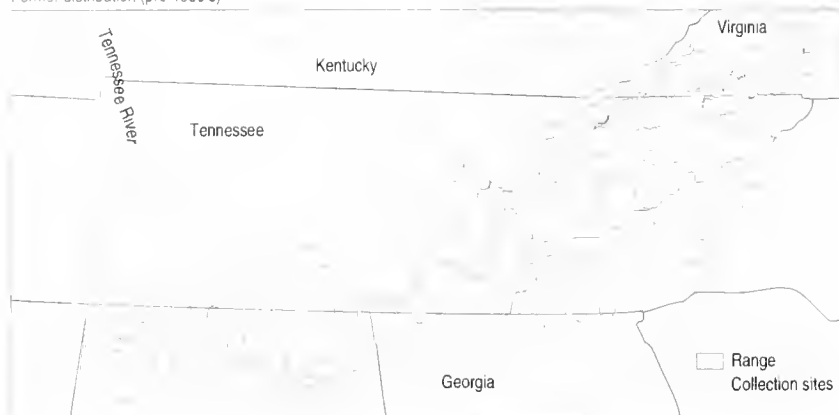 Virginia
Kentucky
Tennessee River
Tennessee
Range
Georgia
Collection sites